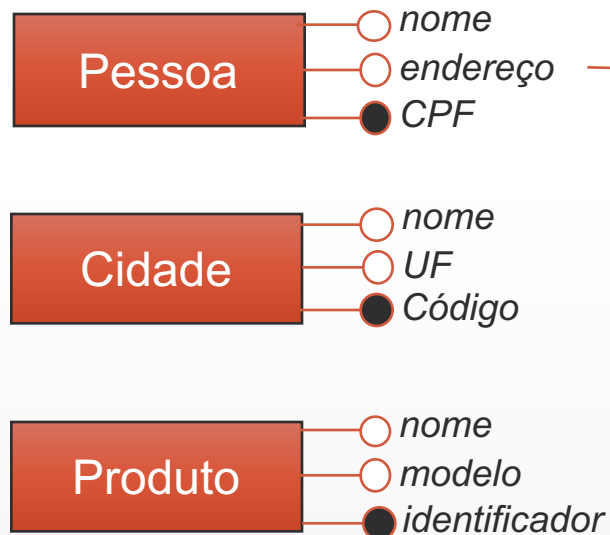 nome
Pessoa
endereço
CPF
nome
Cidade
UF
Código
nome
Produto
modelo
identificador